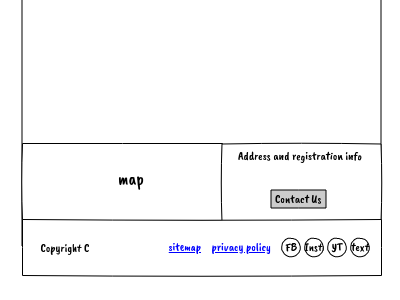 Address and registration info
map
Contact Us
Copyright C sitemap privacy policy FB Inst YT Text